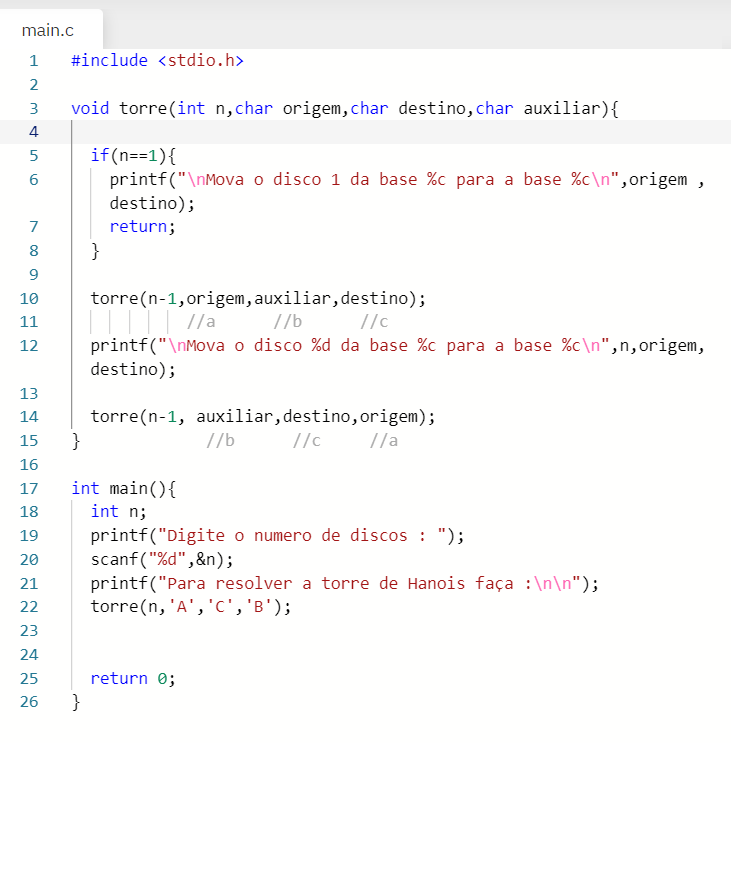 main.c
1 #include <stdio.h>
2
3 void torre(int n,char origem,char destino,char auxiliar){
4
5 if(n==1){
6 printf("\nMova o disco 1 da base %c para a base %c\n",origem ,
destino);
7 return;
8 }
9
10 torre(n-1,origem,auxiliar,destino);
11 //a //b //c
12 printf("\nMova o disco %d da base %c para a base %c\n",n,origem,
destino);
13
14 torre(n-1, auxiliar,destino,origem);
15 } //b //c //a
16
17 int main(){
18 int n;
19 printf("Digite o numero de discos : ");
20 scanf("%d",&n);
21 printf("Para resolver a torre de Hanois faça :\n\n");
22 torre(n,'A','C','B');
23
24
25 return 0;
26 }